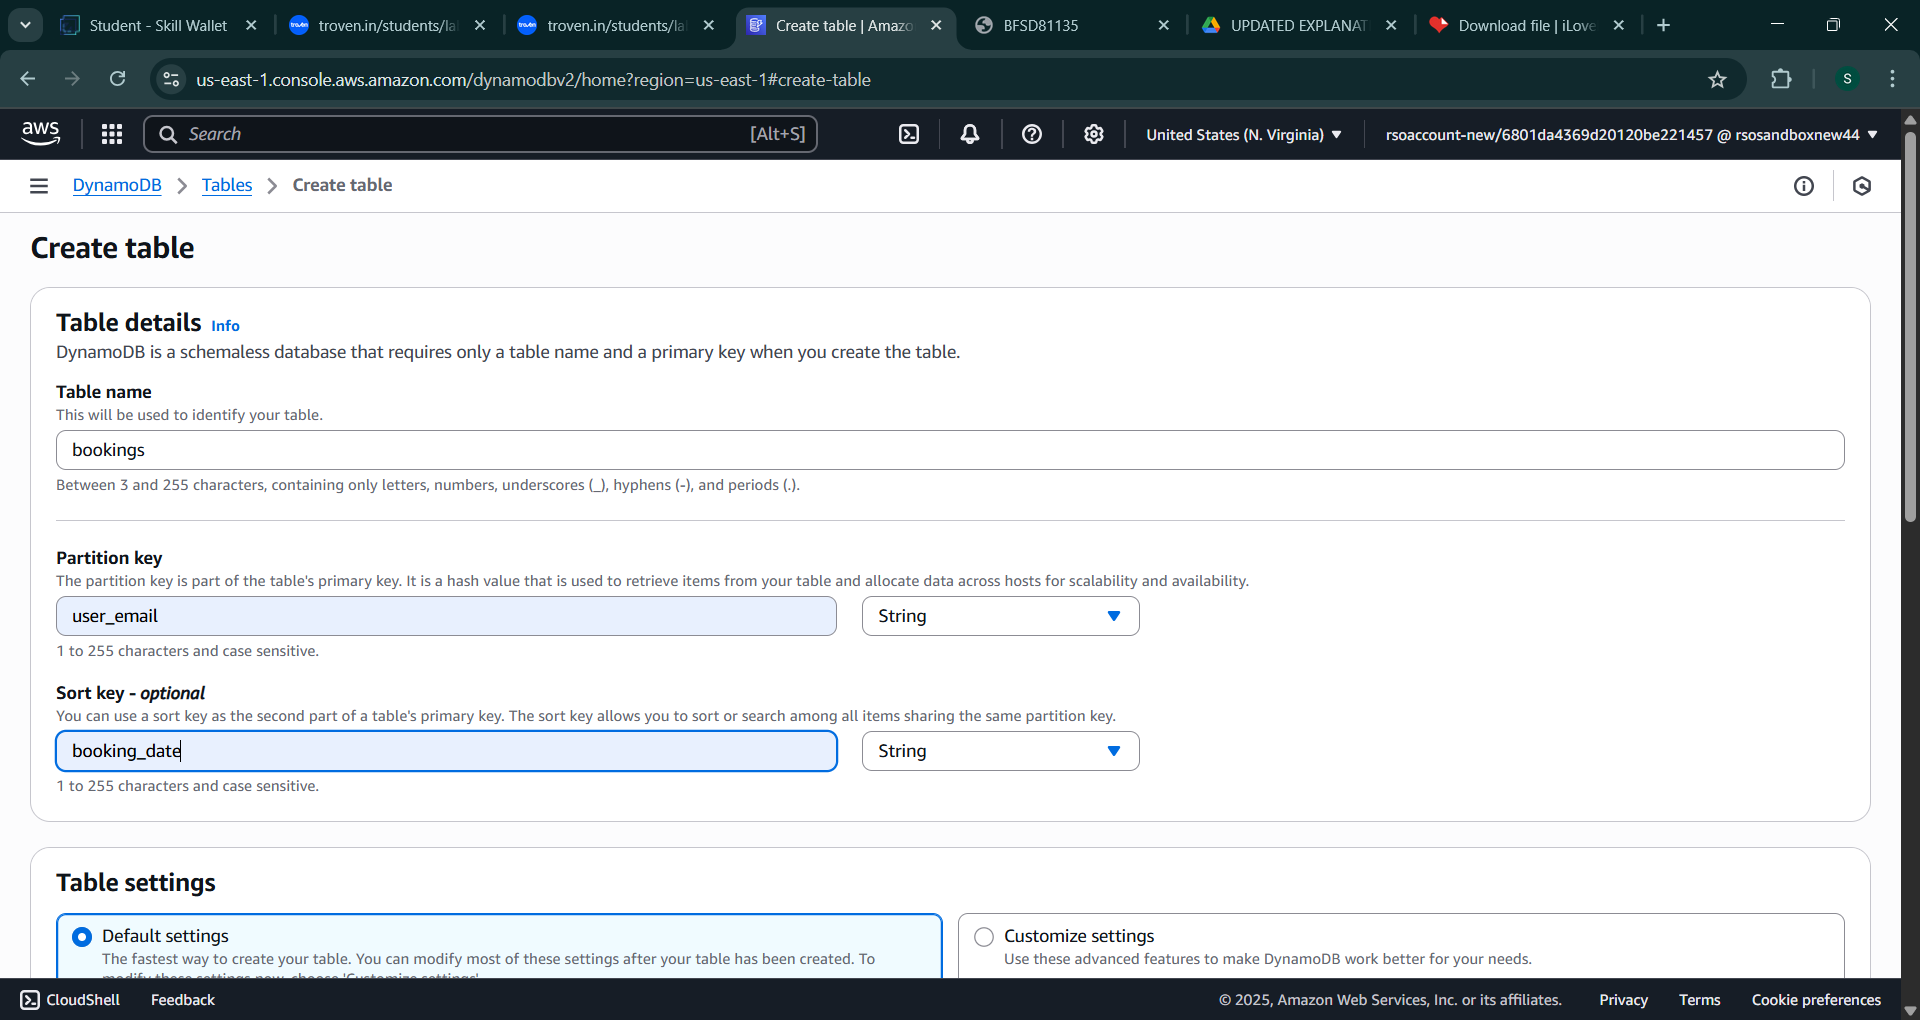 Student - Skill Wallet
troven.in/students/la
troven.in/students/la
Create table | Amazo
BFSD81135
UPDATED EXPLANAT
Download file | iLove
us-east-1.console.aws.amazon.com/dynamodbv2/home?region=us-east-1#create-table
S
aws
Search
[Alt+S]
United States (N. Virginia)
rsoaccount-new/6801da4369d20120be221457 @ rsosandboxnew44
DynamoDB
Tables
Create table
Create table
Table details Info
DynamoDB is a schemaless database that requires only a table name and a primary key when you create the table.
Table name
This will be used to identify your table.
bookings
Between 3 and 255 characters, containing only letters, numbers, underscores (_), hyphens (-), and periods (.).
Partition key
The partition key is part of the table's primary key. It is a hash value that is used to retrieve items from your table and allocate data across hosts for scalability and availability.
user_email
String
1 to 255 characters and case sensitive.
Sort key - optional
You can use a sort key as the second part of a table's primary key. The sort key allows you to sort or search among all items sharing the same partition key.
booking_date
String
1 to 255 characters and case sensitive.
Table settings
Default settings
The fastest way to create your table. You can modify most of these settings after your table has been created. To
modify these settings now, choose 'Customize settings'.
Customize settings
Use these advanced features to make DynamoDB work better for your needs.
CloudShell
Feedback
© 2025, Amazon Web Services, Inc. or its affiliates.
Privacy
Terms
Cookie preferences